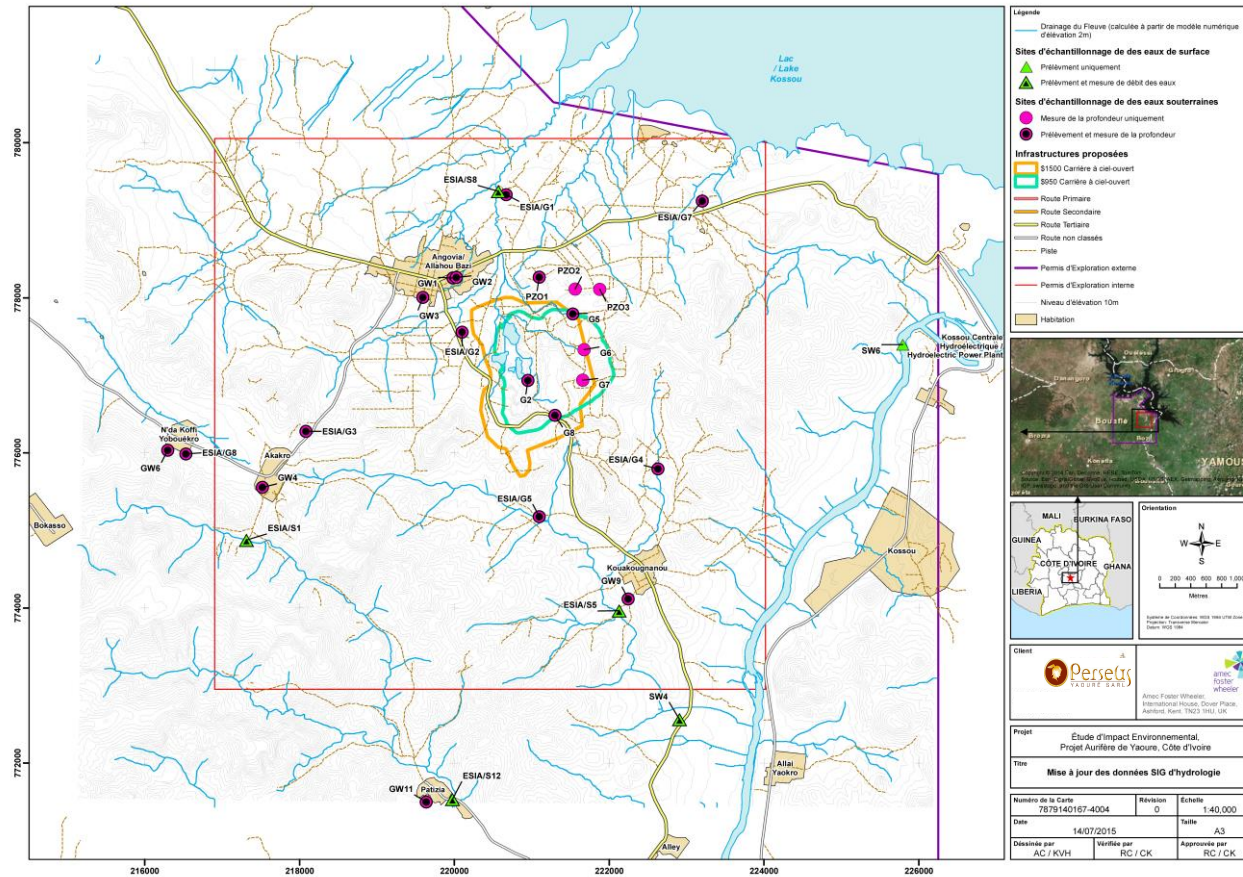 Lac
/ Lake
Kossou
780000
778000
776000
774000
772000
216000
218000
220000
222000
224000
226000
ESIA/S8
ESIA/G1
ESIA/G7
Angovia/
Allahou Bazi
GW1
GW2
GW3
PZO2
PZO1
PZO3
G5
ESIA/G2
G6
G7
G2
G8
SW6
Kossou Centrale
Hydroélectrique /
Hydroelectric Power Plant
ESIA/G3
N'da Koffi
Yobouékro
GW6
ESIA/G8
Akakro
GW4
ESIA/G4
ESIA/G5
Bokasso
ESIA/S1
Kossou
Kouakougnanou
GW9
ESIA/S5
SW4
Allai
Yaokro
GW11
Patizia
ESIA/S12
Alley
Légende
Drainage du Fleuve (calculée à partir de modèle numérique
d'élévation 2m)
Sites d'échantillonnage de des eaux de surface
Prélèvment uniquement
Prélèvment et mesure de débit des eaux
Sites d'échantillonnage de des eaux souterraines
Mesure de la profondeur uniquement
Prélèvement et mesure de la profondeur
Infrastructures proposées
$1500 Carrière à ciel-ouvert
$950 Carrière à ciel-ouvert
Route Primaire
Route Secondaire
Route Tertiaire
Route non classés
Piste
Permis d'Exploration externe
Permis d'Exploration interne
Niveau d'élévation 10m
Habitation
Bouafle
YAMOUS
MALI
BURKINA FASO
GUINEA
CÔTE D'IVOIRE
GHANA
LIBERIA
Orientation
N
W E
S
0 200 400 600 800 1,000
Mètres
Client
Perseus
YAOURE SARL
amec
foster
wheeler
Amec Foster Wheeler,
International House, Dover Place,
Ashford, Kent. TN23 1HU, UK
Projet
Étude d'Impact Environmental,
Projet Aurifère de Yaoure, Côte d'Ivoire
Titre
Mise à jour des données SIG d'hydrologie
Numéro de la Carte
7879140167-4004
Révision
0
Échelle
1:40,000
Date
14/07/2015
Taille
A3
Déssinée par
AC / KVH
Vérifiée par
RC / CK
Approuvée par
RC / CK